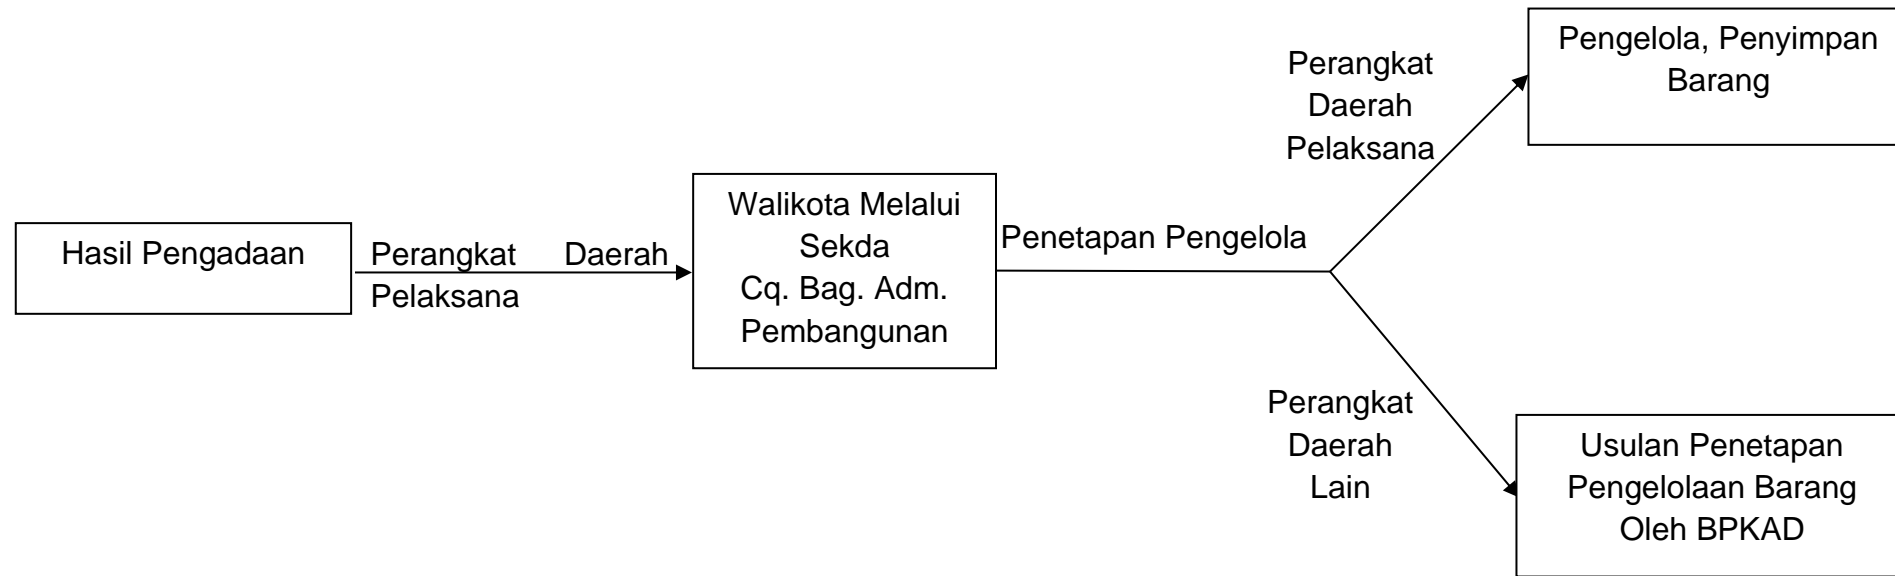 Hasil Pengadaan
Perangkat Daerah
Pelaksana
Walikota Melalui
Sekda
Cq. Bag. Adm.
Pembangunan
Penetapan Pengelola
Perangkat
Daerah
Pelaksana
Pengelola, Penyimpan
Barang
Perangkat
Daerah
Lain
Usulan Penetapan
Pengelolaan Barang
Oleh BPKAD